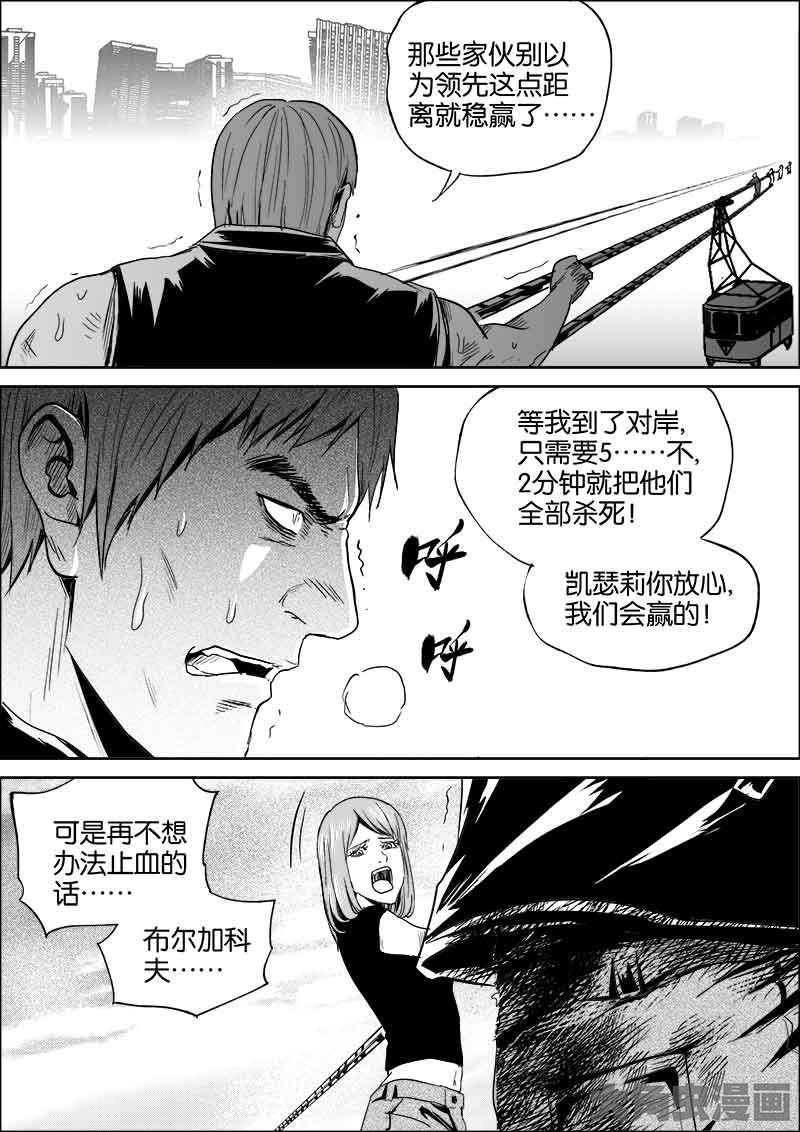 那些家伙别以
为领先这点距
离就稳赢了……
等我到了对岸,
只需要5……不,
2分钟就把他们
全部杀死!
凯瑟莉你放心,
我们会赢的!
呼
呼
可是再不想
办法止血的
话……
布尔加科
夫……
漫画